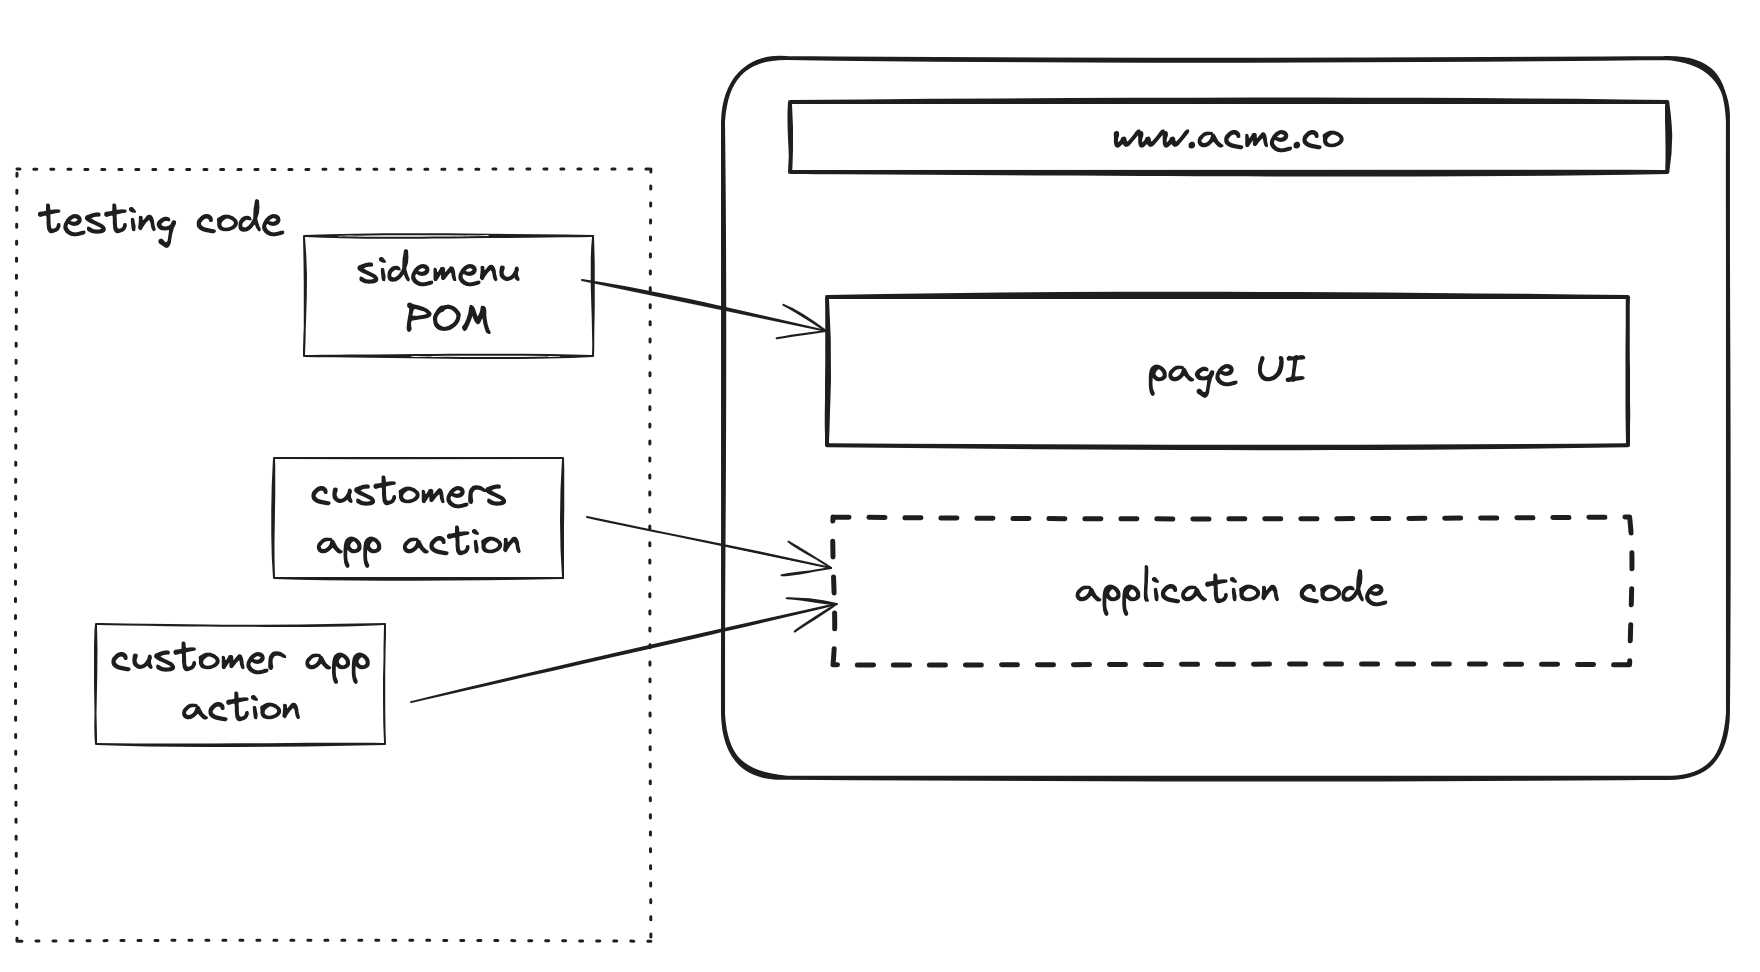 www.acme.co
testing code
sidemenu
POM
page UI
customers
app action
application code
customer app
action